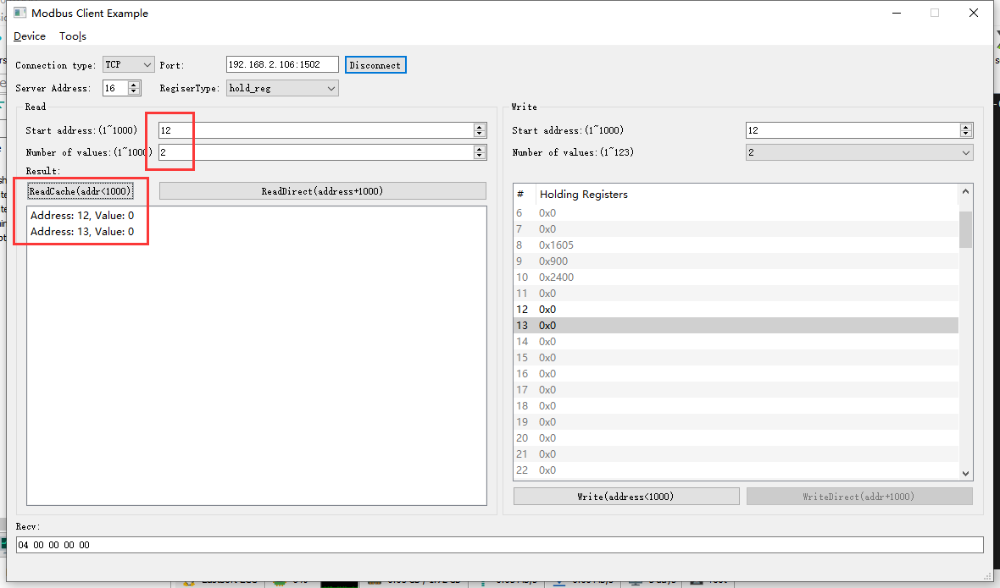 Modbus Client Example
Device Tools
Connection type: TCP Port: 192.168.2.106:1502 Disconnect
Server Address: 16 RegiserType: hold_reg
Read
Start address:(1~1000) 12
Number of values:(1~1000) 2
Result:
ReadCache(addr<1000) ReadDirect(address+1000)
Address: 12, Value: 0
Address: 13, Value: 0
Write
Start address:(1~1000) 12
Number of values:(1~123) 2
# Holding Registers
6 0x0
7 0x0
8 0x1605
9 0x900
10 0x2400
11 0x0
12 0x0
13 0x0
14 0x0
15 0x0
16 0x0
17 0x0
18 0x0
19 0x0
20 0x0
21 0x0
22 0x0
Write(address<1000) WriteDirect(addr+1000)
Recv:
04 00 00 00 00